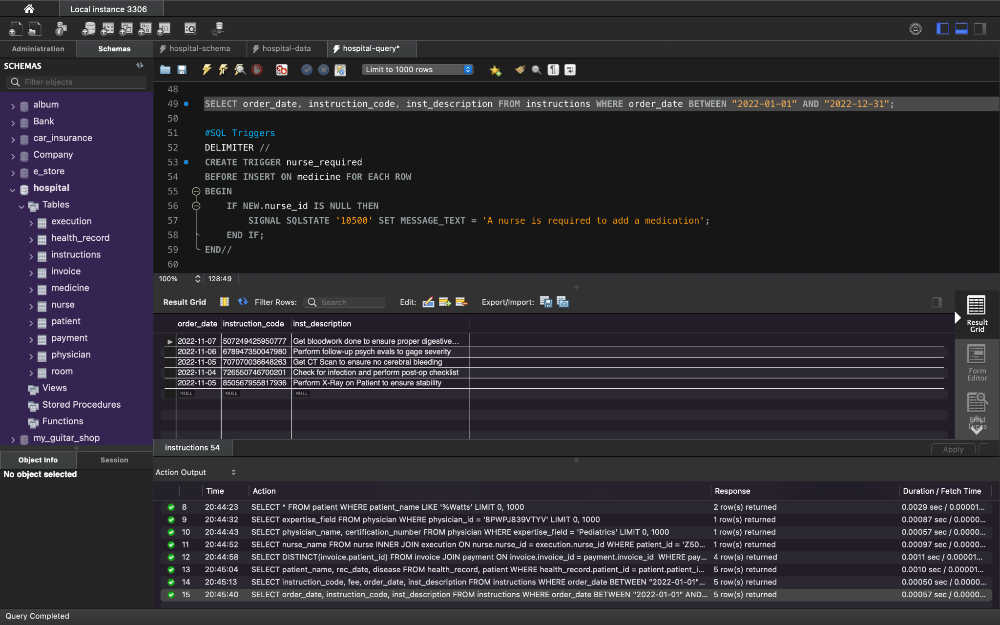 Local instance 3306
Administration
Schemas
hospital-schema
hospital-data
hospital-query*
SCHEMAS
Filter objects
Limit to 1000 rows
album
Bank
car_insurance
Company
e_store
hospital
Tables
execution
health_record
instructions
invoice
medicine
nurse
patient
payment
physician
room
Views
Stored Procedures
Functions
my_guitar_shop
Object Info
Session
No object selected
48
49 SELECT order_date, instruction_code, inst_description FROM instructions WHERE order_date BETWEEN "2022-01-01" AND "2022-12-31";
50
51 #SQL Triggers
52 DELIMITER //
53 CREATE TRIGGER nurse_required
54 BEFORE INSERT ON medicine FOR EACH ROW
55 BEGIN
56 IF NEW.nurse_id IS NULL THEN
57 SIGNAL SQLSTATE '10500' SET MESSAGE_TEXT = 'A nurse is required to add a medication';
58 END IF;
59 END//
60
100% 128:49
Result Grid Filter Rows: Search Edit: Export/Import:
order_date instruction_code inst_description
2022-11-07 507249425950777 Get bloodwork done to ensure proper digestive...
2022-11-06 678947350047980 Perform follow-up psych evals to gage severity
2022-11-05 707070036648263 Get CT Scan to ensure no cerebral bleeding
2022-11-04 726550746700201 Check for infection and perform post-op checklist
2022-11-05 850567955817936 Perform X-Ray on Patient to ensure stability
NULL NULL NULL
Result
Grid
Form
Editor
Field
Types
instructions 54
Apply
Action Output
Time Action Response Duration / Fetch Time
8 20:44:23 SELECT * FROM patient WHERE patient_name LIKE '%Watts' LIMIT 0, 1000 2 row(s) returned 0.0029 sec / 0.00001...
9 20:44:32 SELECT expertise_field FROM physician WHERE physician_id = '8PWPJ839VTYV' LIMIT 0, 1000 1 row(s) returned 0.00087 sec / 0.0000...
10 20:44:43 SELECT physician_name, certification_number FROM physician WHERE expertise_field = 'Pediatrics' LIMIT 0, 1000 1 row(s) returned 0.00057 sec / 0.0000...
11 20:44:52 SELECT nurse_name FROM nurse INNER JOIN execution ON nurse.nurse_id = execution.nurse_id WHERE patient_id = 'Z50... 1 row(s) returned 0.00097 sec / 0.0000...
12 20:44:58 SELECT DISTINCT(invoice.patient_id) FROM invoice JOIN payment ON invoice.invoice_id = payment.invoice_id WHERE pay... 4 row(s) returned 0.0011 sec / 0.00001...
13 20:45:04 SELECT patient_name, rec_date, disease FROM health_record, patient WHERE health_record.patient_id = patient.patient_i... 5 row(s) returned 0.0010 sec / 0.00001...
14 20:45:13 SELECT instruction_code, fee, order_date, inst_description FROM instructions WHERE order_date BETWEEN "2022-01-01"... 5 row(s) returned 0.00050 sec / 0.0000...
15 20:45:40 SELECT order_date, instruction_code, inst_description FROM instructions WHERE order_date BETWEEN "2022-01-01" AND... 5 row(s) returned 0.00057 sec / 0.0000...
Query Completed